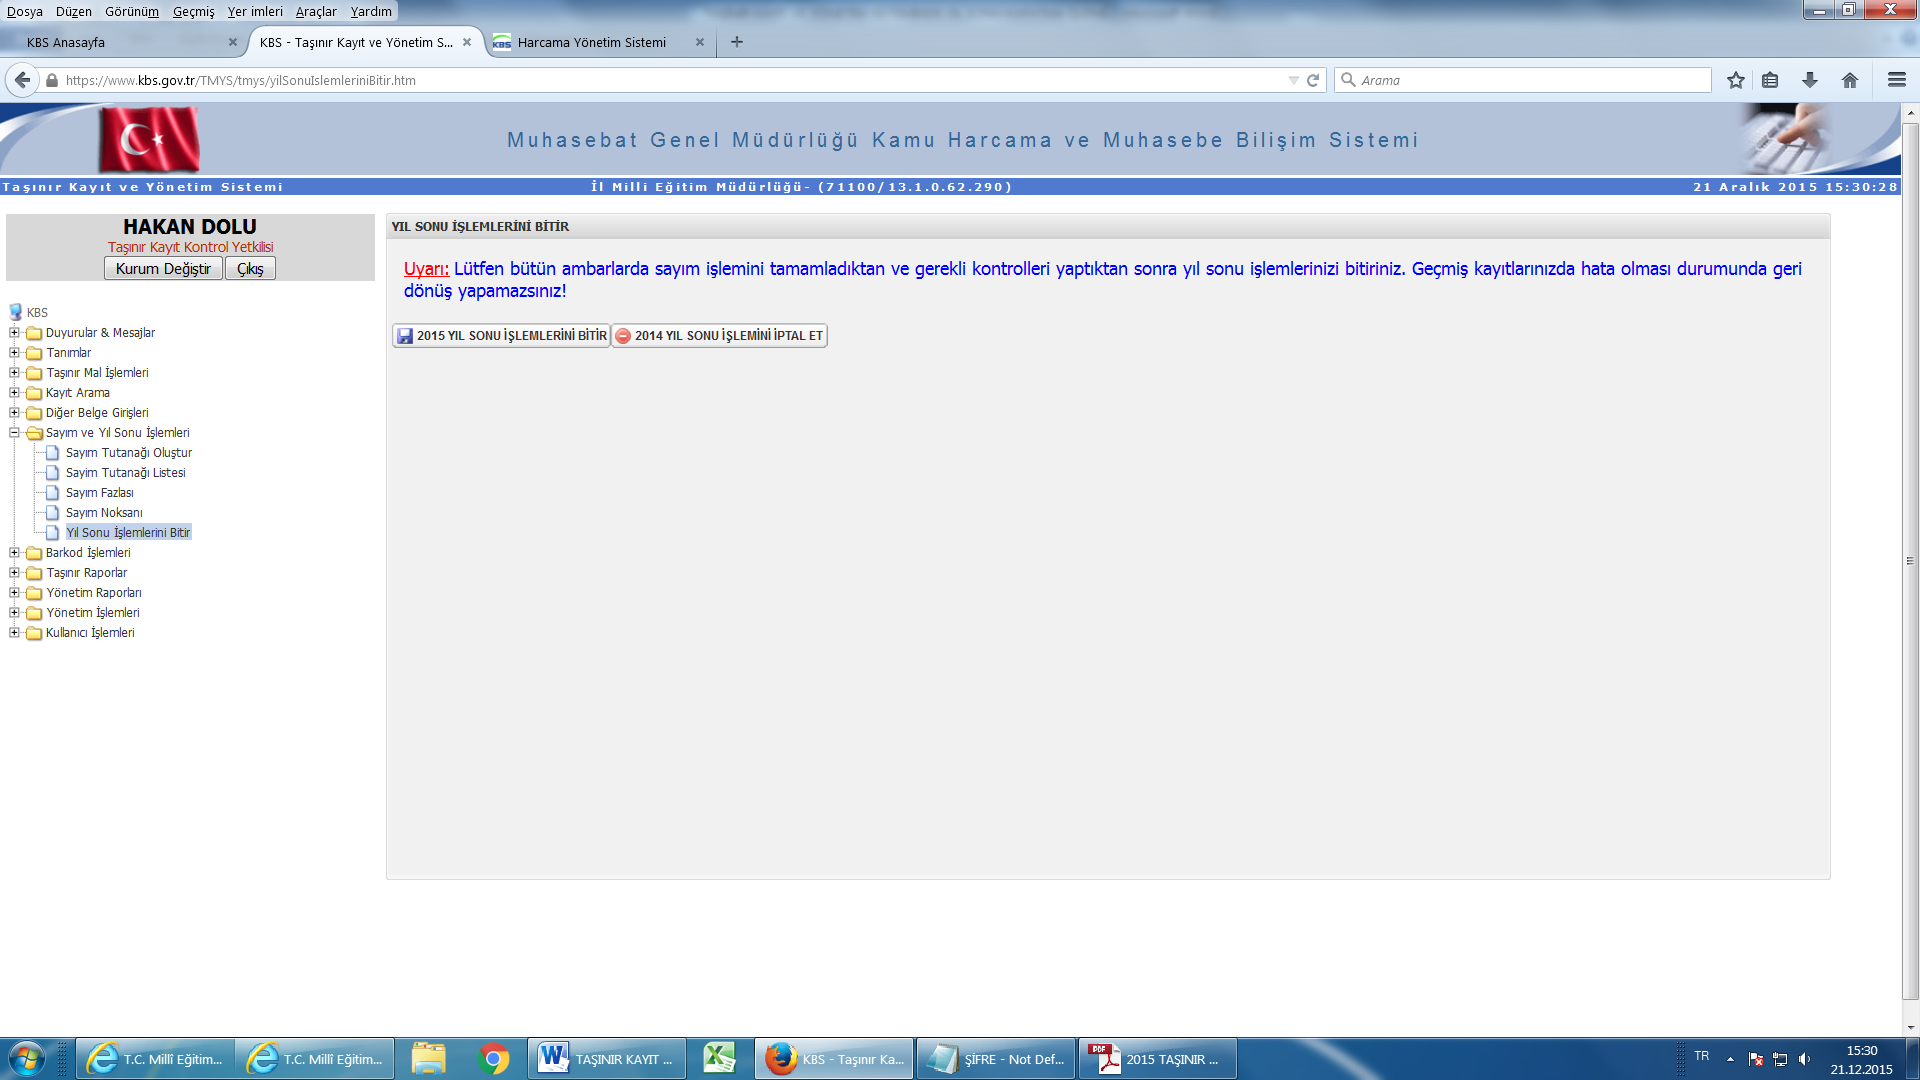 Dosya Düzen Görünüm Geçmiş Yer imleri Araçlar Yardım
KBS Anasayfa
KBS - Taşınır Kayıt ve Yönetim S...
KBS Harcama Yönetim Sistemi
https://www.kbs.gov.tr/TMYS/tmys/yilSonuIslemleriniBitir.htm
Arama
Muhasebat Genel Müdürlüğü Kamu Harcama ve Muhasebe Bilişim Sistemi
Taşınır Kayıt ve Yönetim Sistemi
İl Milli Eğitim Müdürlüğü- (71100/13.1.0.62.290)
21 Aralık 2015 15:30:28
HAKAN DOLU
Taşınır Kayıt Kontrol Yetkilisi
Kurum Değiştir Çıkış
KBS
Duyurular & Mesajlar
Tanımlar
Taşınır Mal İşlemleri
Kayıt Arama
Diğer Belge Girişleri
Sayım ve Yıl Sonu İşlemleri
Sayım Tutanağı Oluştur
Sayim Tutanağı Listesi
Sayım Fazlası
Sayım Noksanı
Yıl Sonu İşlemlerini Bitir
Barkod İşlemleri
Taşınır Raporlar
Yönetim Raporları
Yönetim İşlemleri
Kullanıcı İşlemleri
YIL SONU İŞLEMLERİNİ BİTİR
Uyarı: Lütfen bütün ambarlarda sayım işlemini tamamladıktan ve gerekli kontrolleri yaptıktan sonra yıl sonu işlemlerinizi bitiriniz. Geçmiş kayıtlarınızda hata olması durumunda geri
dönüş yapamazsınız!
2015 YIL SONU İŞLEMLERİNİ BİTİR
2014 YIL SONU İŞLEMİNİ İPTAL ET
T.C. Millî Eğitim...
T.C. Millî Eğitim...
TAŞINIR KAYIT ...
KBS - Taşınır Ka...
ŞİFRE - Not Def...
PDF 2015 TAŞINIR ...
TR
15:30
21.12.2015